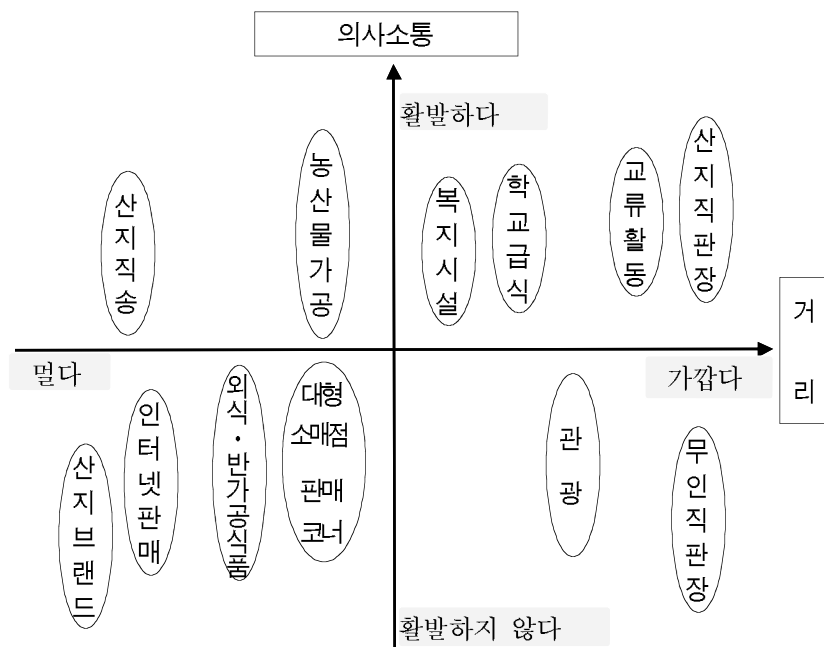 의사소통
활발하다
산지직송
농산물가공
복지시설
학교급식
교류활동
산지직판장
거리
멀다
가깝다
산지브랜드
인터넷판매
외식·반가공식품
대형
소매점
판매
코너
관광
무인직판장
활발하지 않다